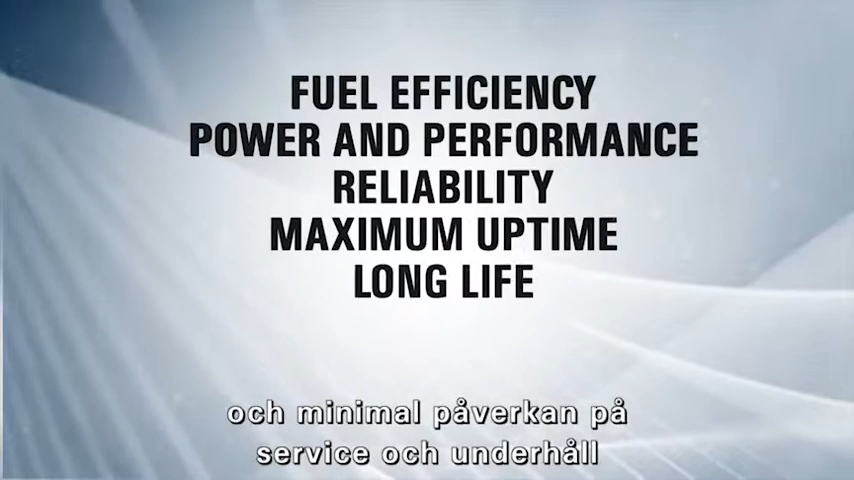 FUEL EFFICIENCY
POWER AND PERFORMANCE
RELIABILITY
MAXIMUM UPTIME
LONG LIFE
och minimal påverkan på
service och underhåll